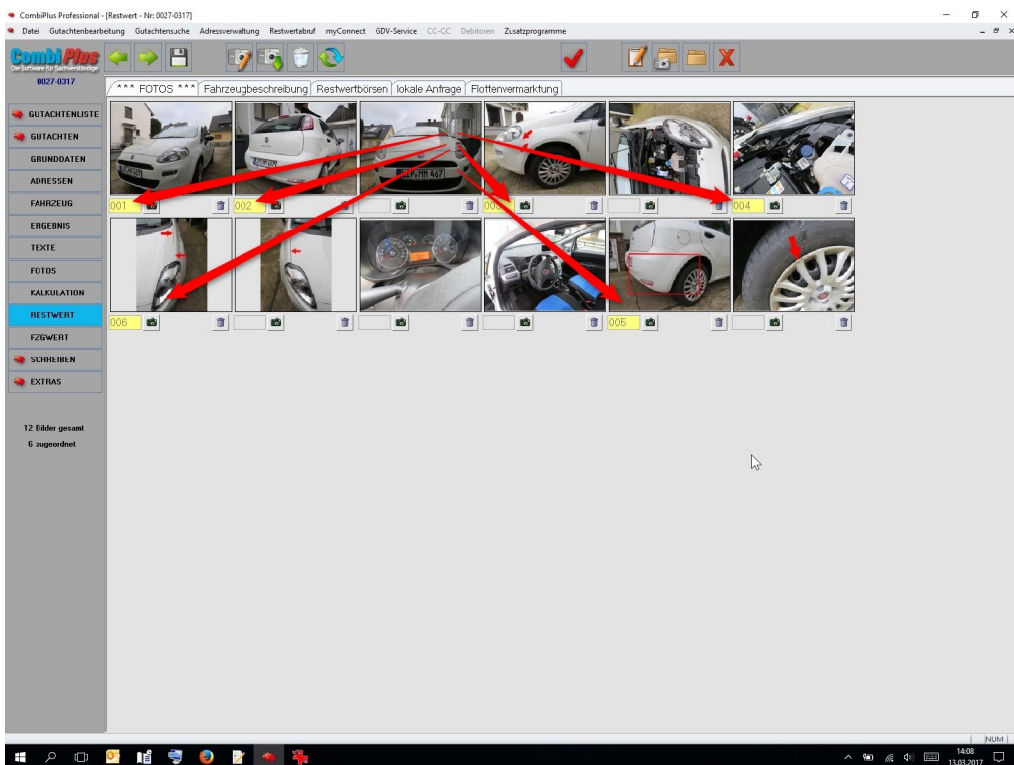 CombiPlus Professional - [Restwert - Nr: 0027-0317]
Datei Gutachtenbearbeitung Gutachtensuche Adressverwaltung Restwertabruf myConnect GDV-Service CC-CC Debitoren Zusatzprogramme
CombiPlus
Die Software für Sachverständige
0027-0317
*** FOTOS *** Fahrzeugbeschreibung Restwertbörsen lokale Anfrage Flottenvermarktung
GUTACHTENLISTE
GUTACHTEN
GRUNDDATEN
ADRESSEN
FAHRZEUG
ERGEBNIS
TEXTE
FOTOS
KALKULATION
RESTWERT
FZGWERT
SCHREIBEN
EXTRAS
12 Bilder gesamt
6 zugeordnet
001 002 003 004
006 005
NUM
14:08
13.03.2017